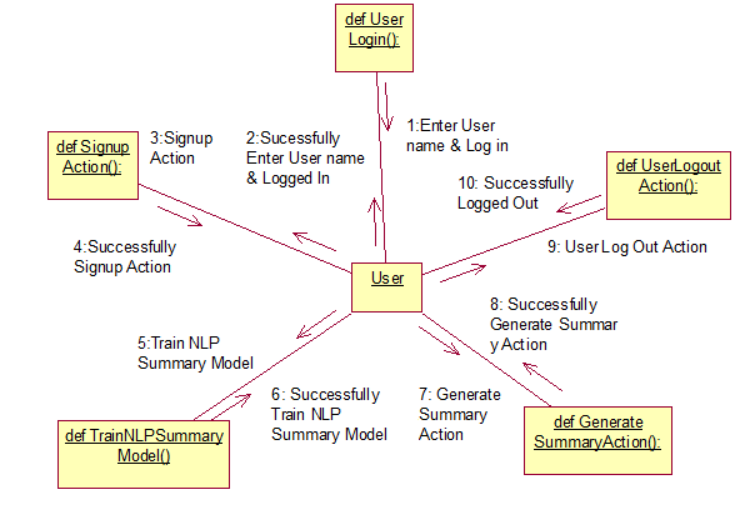 def User
Login():
1:Enter User
name & Log in
2:Sucessfully
Enter User name
& Logged In
3:Signup
Action
def Signup
Action():
4:Successfully
Signup Action
def UserLogout
Action():
10: Successfully
Logged Out
9: User Log Out Action
User
8: Successfully
Generate Summar
y Action
5:Train NLP
Summary Model
6: Successfully
Train NLP
Summary Model
7: Generate
Summary
Action
def TrainNLPSummary
Model()
def Generate
SummaryAction():